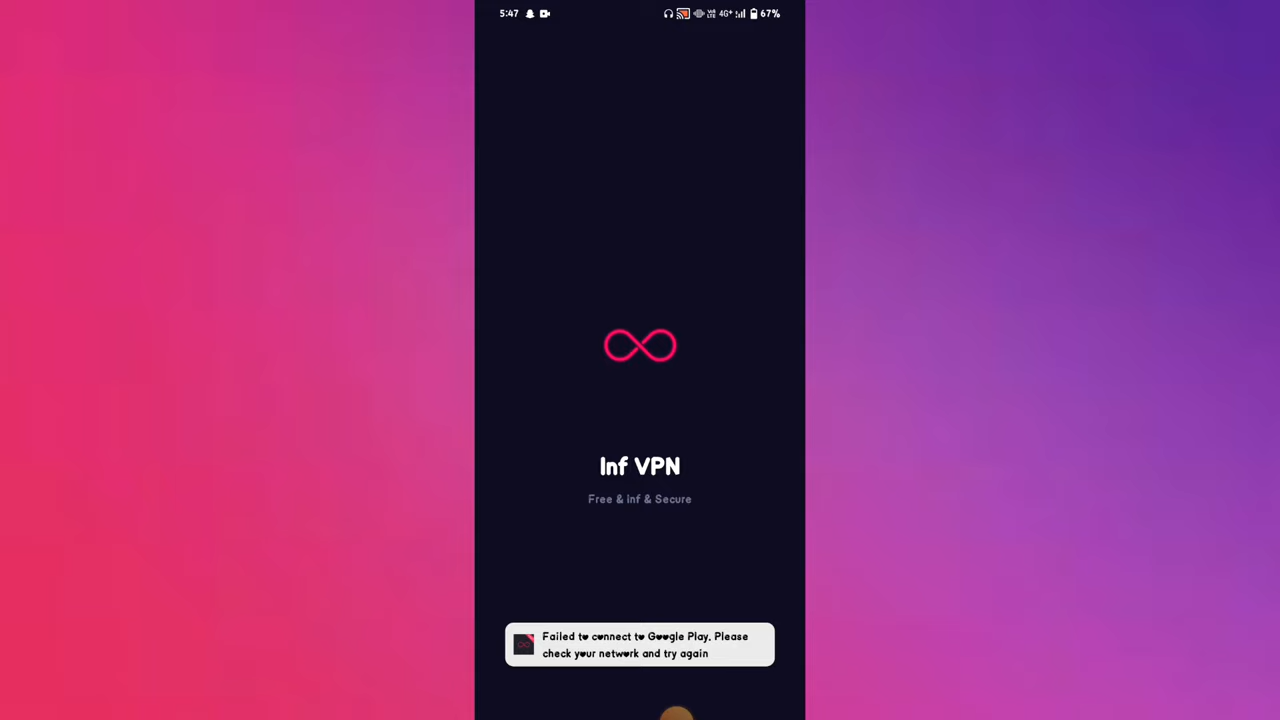 5:47
VoLTE 4G+ 67%
Inf VPN
Free & inf & Secure
Failed to connect to Google Play. Please
check your network and try again